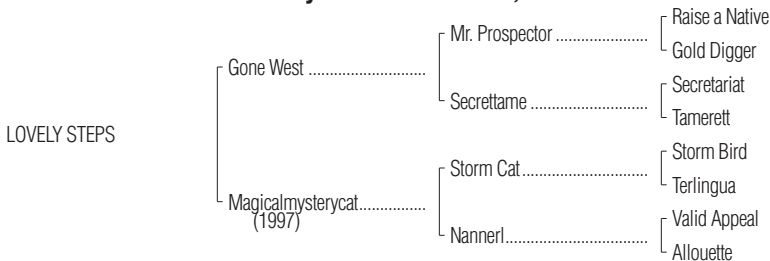 Raise a Native
Mr. Prospector
Gold Digger
Gone West
Secretariat
Secrettame
Tamerett
LOVELY STEPS
Storm Bird
Storm Cat
Terlingua
Magicalmysterycat
(1997)
Valid Appeal
Nannerl
Allouette